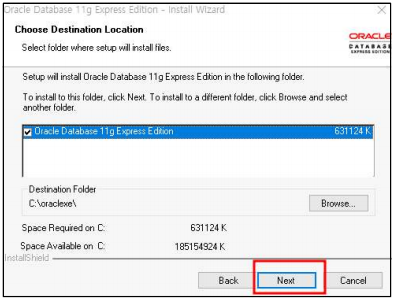 Oracle Database 11g Express Edition - Install Wizard
Choose Destination Location
Select folder where setup will install files.
ORACLE
DATABASE
EXPRESS EDITION
Setup will install Oracle Database 11g Express Edition in the following folder.
To install to this folder, click Next. To install to a different folder, click Browse and select
another folder.
Oracle Database 11g Express Edition 631124 K
Destination Folder
C:\oraclexe\
Browse...
Space Required on C: 631124 K
Space Available on C: 185154924 K
InstallShield
Back Next Cancel